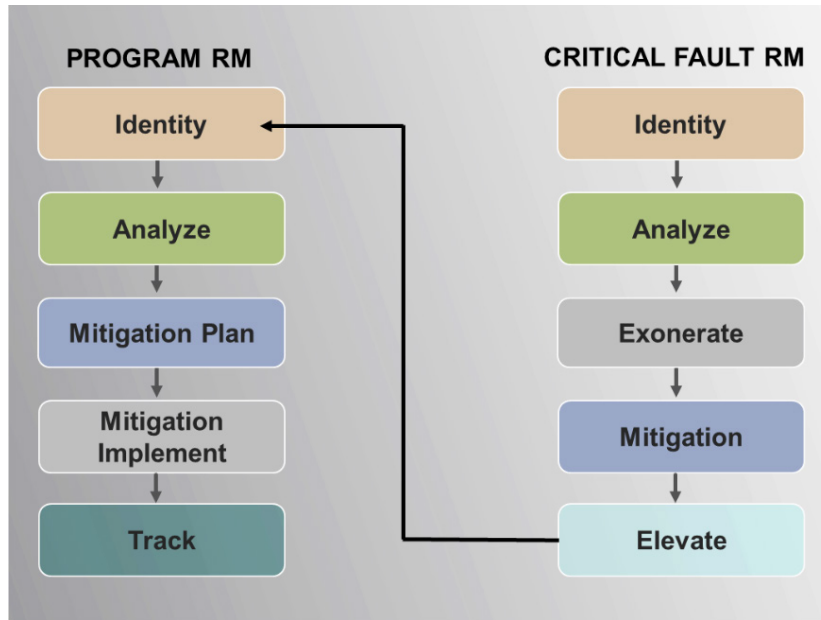 PROGRAM RM
Identity
Analyze
Mitigation Plan
Mitigation
Implement
Track
CRITICAL FAULT RM
Identity
Analyze
Exonerate
Mitigation
Elevate